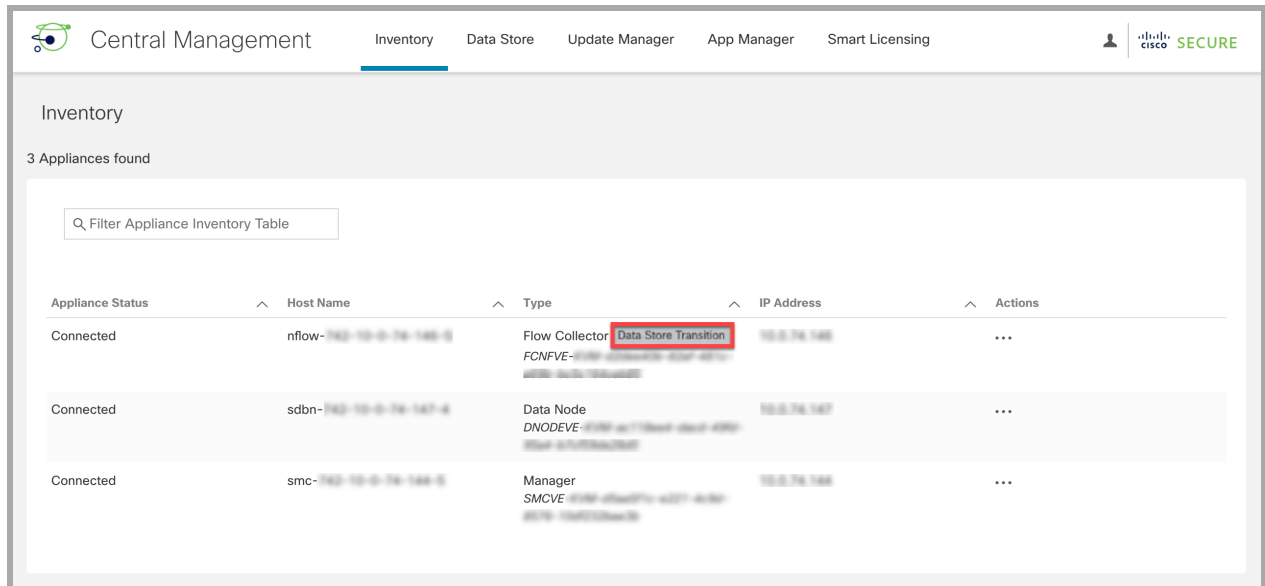 Central Management
Inventory
Data Store
Update Manager
App Manager
Smart Licensing
cisco SECURE
Inventory
3 Appliances found
Filter Appliance Inventory Table
Appliance Status
Host Name
Type
IP Address
Actions
Connected
nflow-
Flow Collector Data Store Transition
FCNFVE-
Connected
sdbn-
Data Node
DNODEVE-
Connected
smc-
Manager
SMCVE